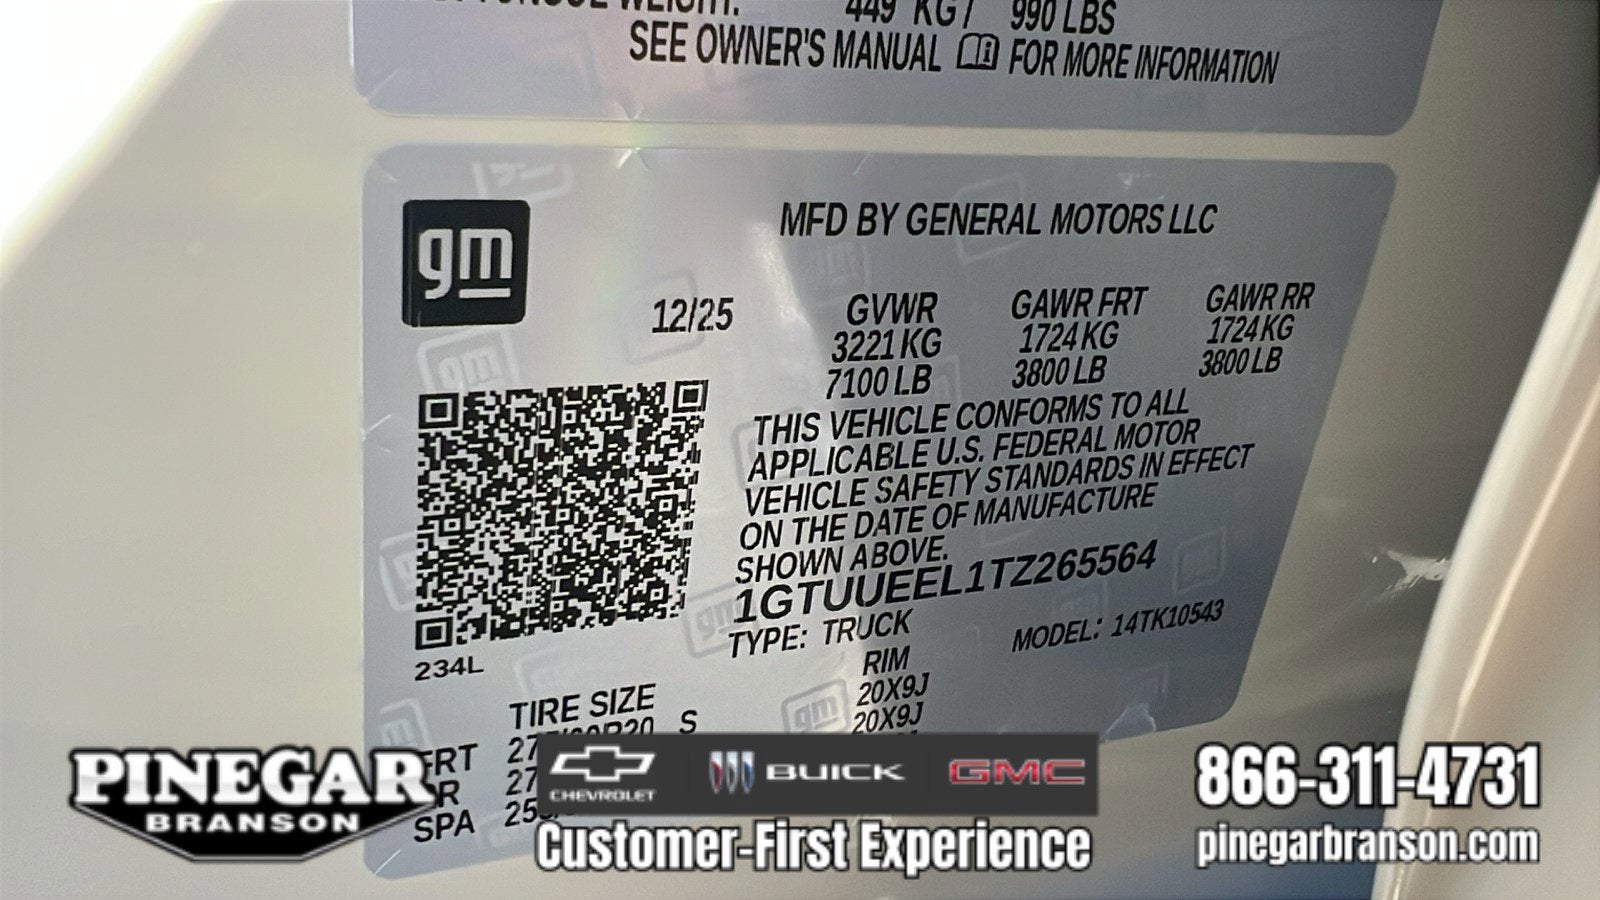 WEIGHT: 449 KG / 990 LBS
SEE OWNER'S MANUAL FOR MORE INFORMATION
gm
MFD BY GENERAL MOTORS LLC
12/25
GVWR GAWR FRT GAWR RR
3221 KG 1724 KG 1724 KG
7100 LB 3800 LB 3800 LB
THIS VEHICLE CONFORMS TO ALL
APPLICABLE U.S. FEDERAL MOTOR
VEHICLE SAFETY STANDARDS IN EFFECT
ON THE DATE OF MANUFACTURE
SHOWN ABOVE.
1GTUUEEL1TZ265564
TYPE: TRUCK MODEL: 14TK10543
234L
TIRE SIZE RIM
S 20X9J
FRT 20X9J
RR
SPA
PINEGAR
BRANSON
CHEVROLET BUICK GMC
Customer-First Experience
866-311-4731
pinegarbranson.com